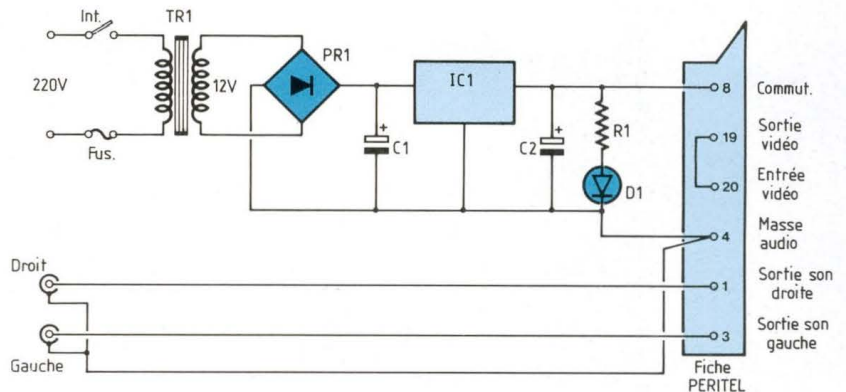 Int.
TR1
220V
12V
Fus.
PR1
IC1
+
C1
+
C2
R1
D1
8 Commut.
19 Sortie
vidéo
20 Entrée
vidéo
4 Masse
audio
1 Sortie son
droite
3 Sortie son
gauche
Droit
Gauche
Fiche
PERITEL